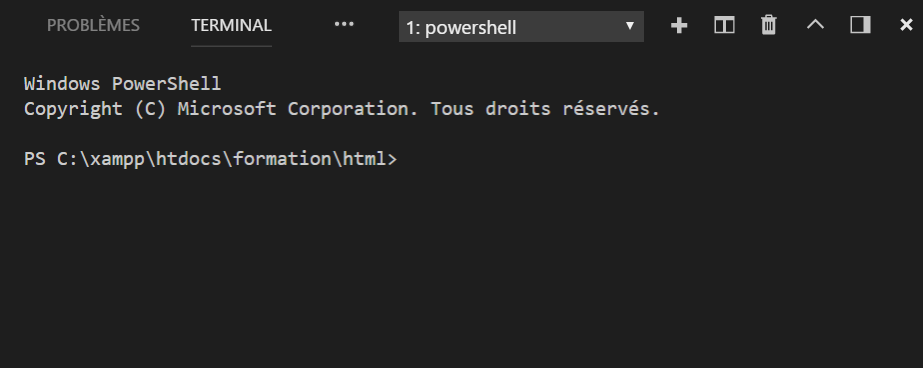 PROBLÈMES TERMINAL ••• 1: powershell
Windows PowerShell
Copyright (C) Microsoft Corporation. Tous droits réservés.
PS C:\xampp\htdocs\formation\html>